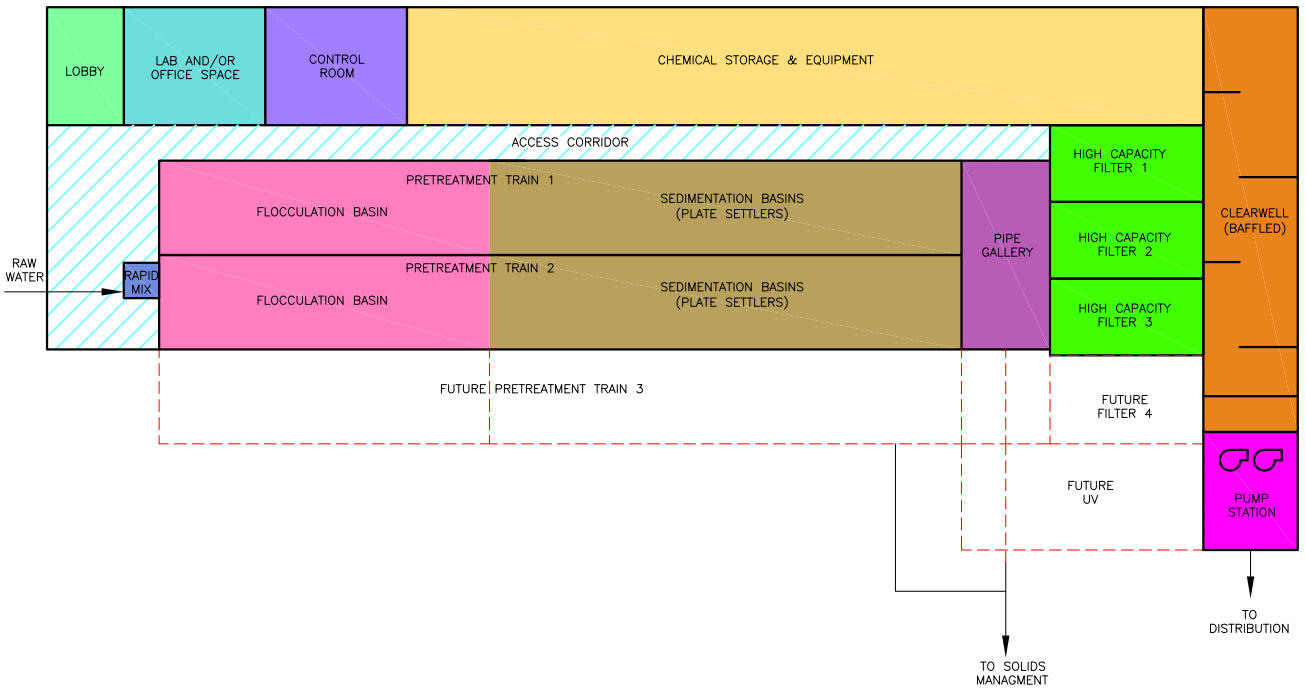 LOBBY
LAB AND/OR
OFFICE SPACE
CONTROL
ROOM
CHEMICAL STORAGE & EQUIPMENT
ACCESS CORRIDOR
HIGH CAPACITY
FILTER 1
PRETREATMENT TRAIN 1
FLOCCULATION BASIN
SEDIMENTATION BASINS
(PLATE SETTLERS)
PIPE
GALLERY
HIGH CAPACITY
FILTER 2
CLEARWELL
(BAFFLED)
RAW
WATER
RAPID
MIX
PRETREATMENT TRAIN 2
FLOCCULATION BASIN
SEDIMENTATION BASINS
(PLATE SETTLERS)
HIGH CAPACITY
FILTER 3
FUTURE PRETREATMENT TRAIN 3
FUTURE
FILTER 4
FUTURE
UV
PUMP
STATION
TO
DISTRIBUTION
TO SOLIDS
MANAGMENT